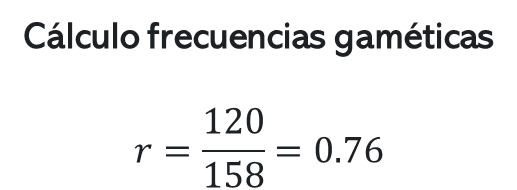 Cálculo frecuencias gaméticas
r = 120/158 = 0.76